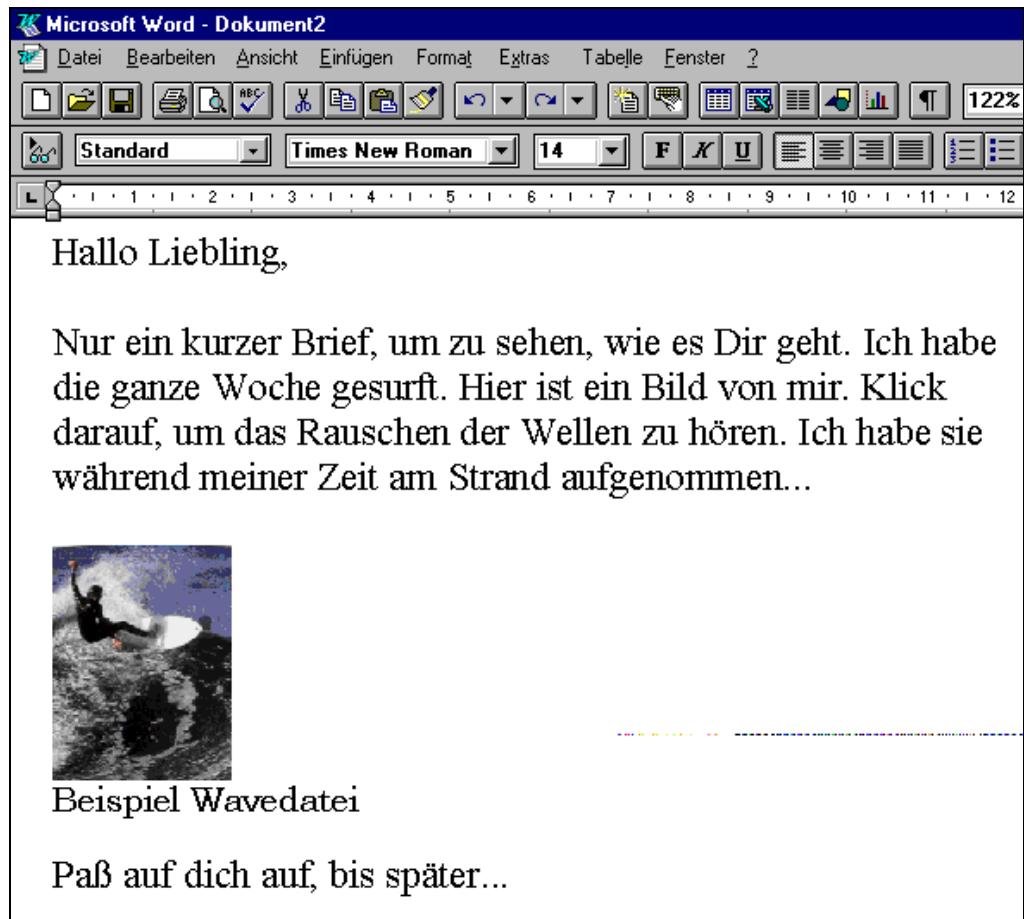 Microsoft Word - Dokument2
Datei Bearbeiten Ansicht Einfügen Format Extras Tabelle Fenster ?
ABC ¶ 122%
Standard Times New Roman 14 F K U
1 2 3 4 5 6 7 8 9 10 11 12
Hallo Liebling,
Nur ein kurzer Brief, um zu sehen, wie es Dir geht. Ich habe
die ganze Woche gesurft. Hier ist ein Bild von mir. Klick
darauf, um das Rauschen der Wellen zu hören. Ich habe sie
während meiner Zeit am Strand aufgenommen...
Beispiel Wavedatei
Paß auf dich auf, bis später...